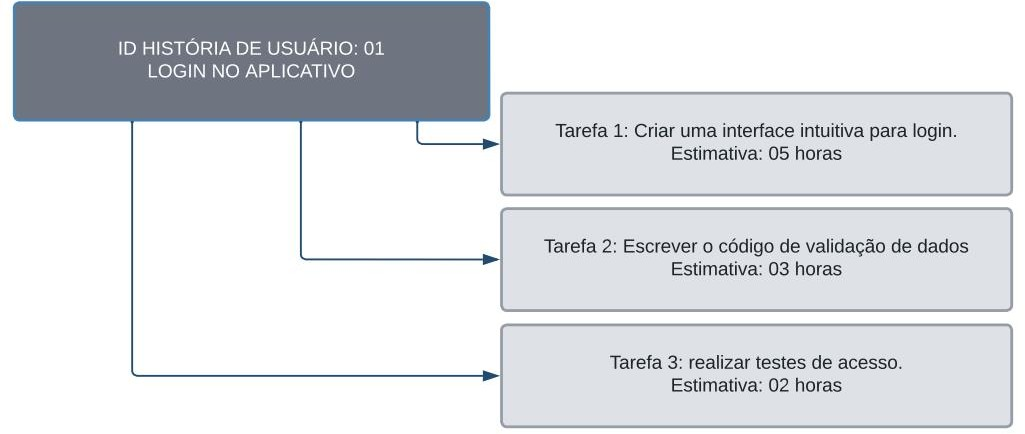 ID HISTÓRIA DE USUÁRIO: 01
LOGIN NO APLICATIVO
Tarefa 1: Criar uma interface intuitiva para login.
Estimativa: 05 horas
Tarefa 2: Escrever o código de validação de dados
Estimativa: 03 horas
Tarefa 3: realizar testes de acesso.
Estimativa: 02 horas